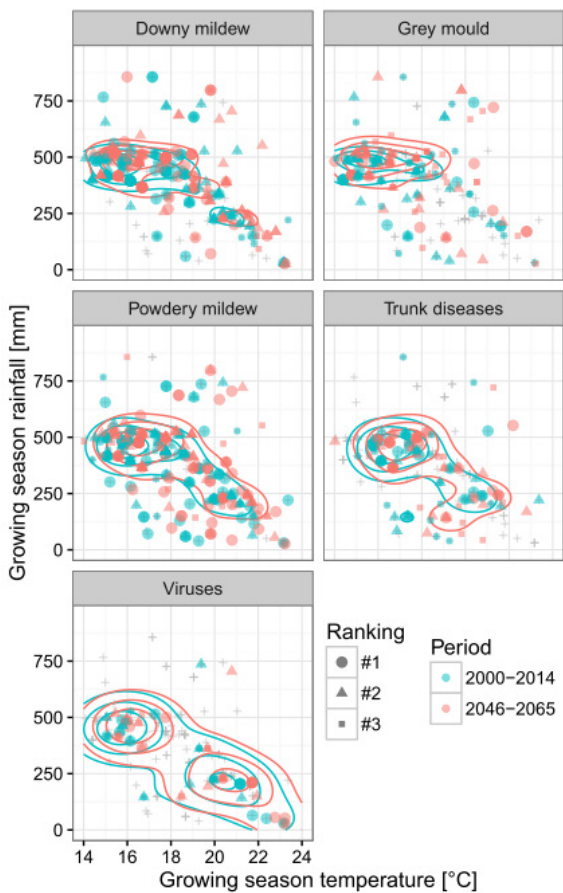 Downy mildew Grey mould
750
500
250
0
Powdery mildew Trunk diseases
Growing season rainfall [mm]
750
500
250
0
Viruses
750
500
250
0
14 16 18 20 22 24
Growing season temperature [°C]
Ranking
#1
#2
#3
Period
2000−2014
2046−2065